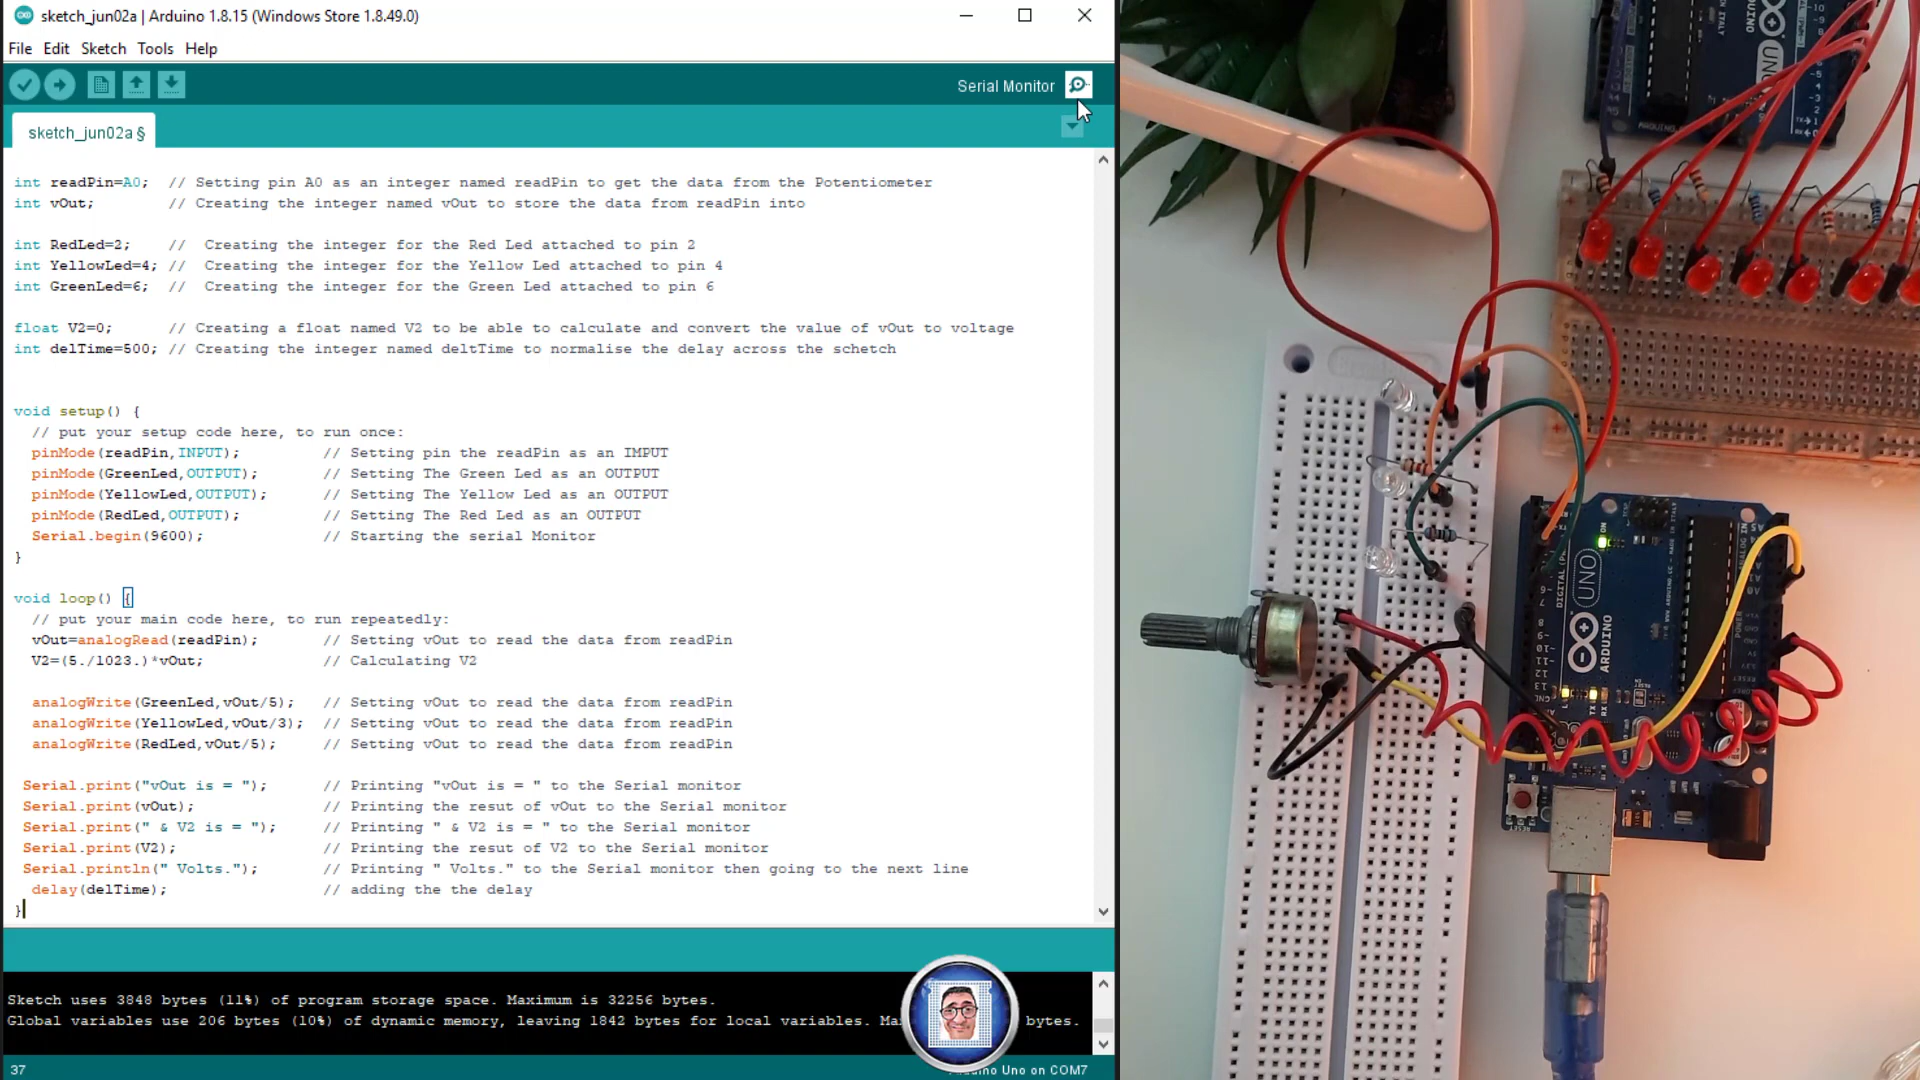 sketch_jun02a | Arduino 1.8.15 (Windows Store 1.8.49.0)
File Edit Sketch Tools Help
Serial Monitor
sketch_jun02a §
int readPin=A0;  // Setting pin A0 as an integer named readPin to get the data from the Potentiometer
int vOut;        // Creating the integer named vOut to store the data from readPin into
int RedLed=2;    //  Creating the integer for the Red Led attached to pin 2
int YellowLed=4; //  Creating the integer for the Yellow Led attached to pin 4
int GreenLed=6;  //  Creating the integer for the Green Led attached to pin 6
float V2=0;      // Creating a float named V2 to be able to calculate and convert the value of vOut to voltage
int delTime=500; // Creating the integer named deltTime to normalise the delay across the schetch
void setup() {
// put your setup code here, to run once:
pinMode(readPin,INPUT);         // Setting pin the readPin as an IMPUT
pinMode(GreenLed,OUTPUT);       // Setting The Green Led as an OUTPUT
pinMode(YellowLed,OUTPUT);      // Setting The Yellow Led as an OUTPUT
pinMode(RedLed,OUTPUT);         // Setting The Red Led as an OUTPUT
Serial.begin(9600);             // Starting the serial Monitor
}
void loop() {
// put your main code here, to run repeatedly:
vOut=analogRead(readPin);       // Setting vOut to read the data from readPin
V2=(5./1023.)*vOut;             // Calculating V2
analogWrite(GreenLed,vOut/5);   // Setting vOut to read the data from readPin
analogWrite(YellowLed,vOut/3);  // Setting vOut to read the data from readPin
analogWrite(RedLed,vOut/5);     // Setting vOut to read the data from readPin
Serial.print("vOut is = ");      // Printing "vOut is = " to the Serial monitor
Serial.print(vOut);              // Printing the resut of vOut to the Serial monitor
Serial.print(" & V2 is = ");     // Printing " & V2 is = " to the Serial monitor
Serial.print(V2);                // Printing the resut of V2 to the Serial monitor
Serial.println(" Volts.");       // Printing " Volts." to the Serial monitor then going to the next line
delay(delTime);                 // adding the the delay
}
Sketch uses 3848 bytes (11%) of program storage space. Maximum is 32256 bytes.
Global variables use 206 bytes (10%) of dynamic memory, leaving 1842 bytes for local variables. bytes.
37
Uno on COM7
UNO
ARDUINO
UNO